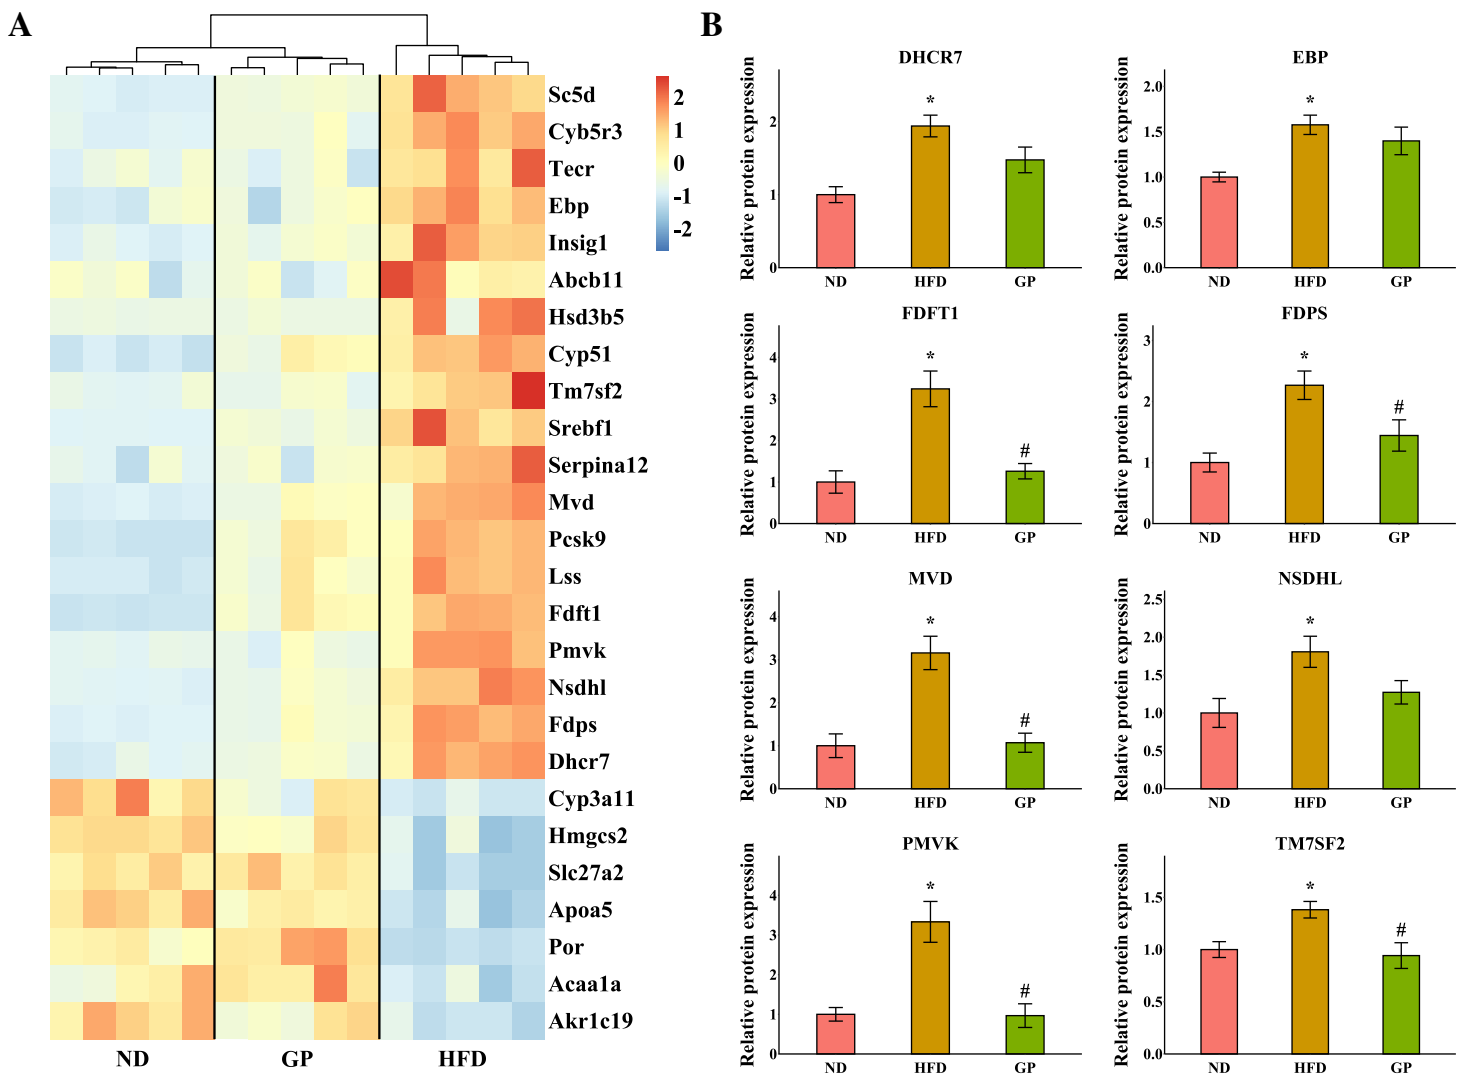 A
Sc5d
Cyb5r3
Tecr
Ebp
Insig1
Abcb11
Hsd3b5
Cyp51
Tm7sf2
Srebf1
Serpina12
Mvd
Pcsk9
Lss
Fdft1
Pmvk
Nsdhl
Fdps
Dhcr7
Cyp3a11
Hmgcs2
Slc27a2
Apoa5
Por
Acaa1a
Akr1c19
2
1
0
-1
-2
ND GP HFD
B
DHCR7
Relative protein expression
2
1
0
*
ND HFD GP
EBP
Relative protein expression
2.0
1.5
1.0
0.5
0.0
*
ND HFD GP
FDFT1
Relative protein expression
4
3
2
1
0
*
#
ND HFD GP
FDPS
Relative protein expression
3
2
1
0
*
#
ND HFD GP
MVD
Relative protein expression
4
3
2
1
0
*
#
ND HFD GP
NSDHL
Relative protein expression
2.5
2.0
1.5
1.0
0.5
0.0
*
ND HFD GP
PMVK
Relative protein expression
4
3
2
1
0
*
#
ND HFD GP
TM7SF2
Relative protein expression
1.5
1.0
0.5
0.0
*
#
ND HFD GP